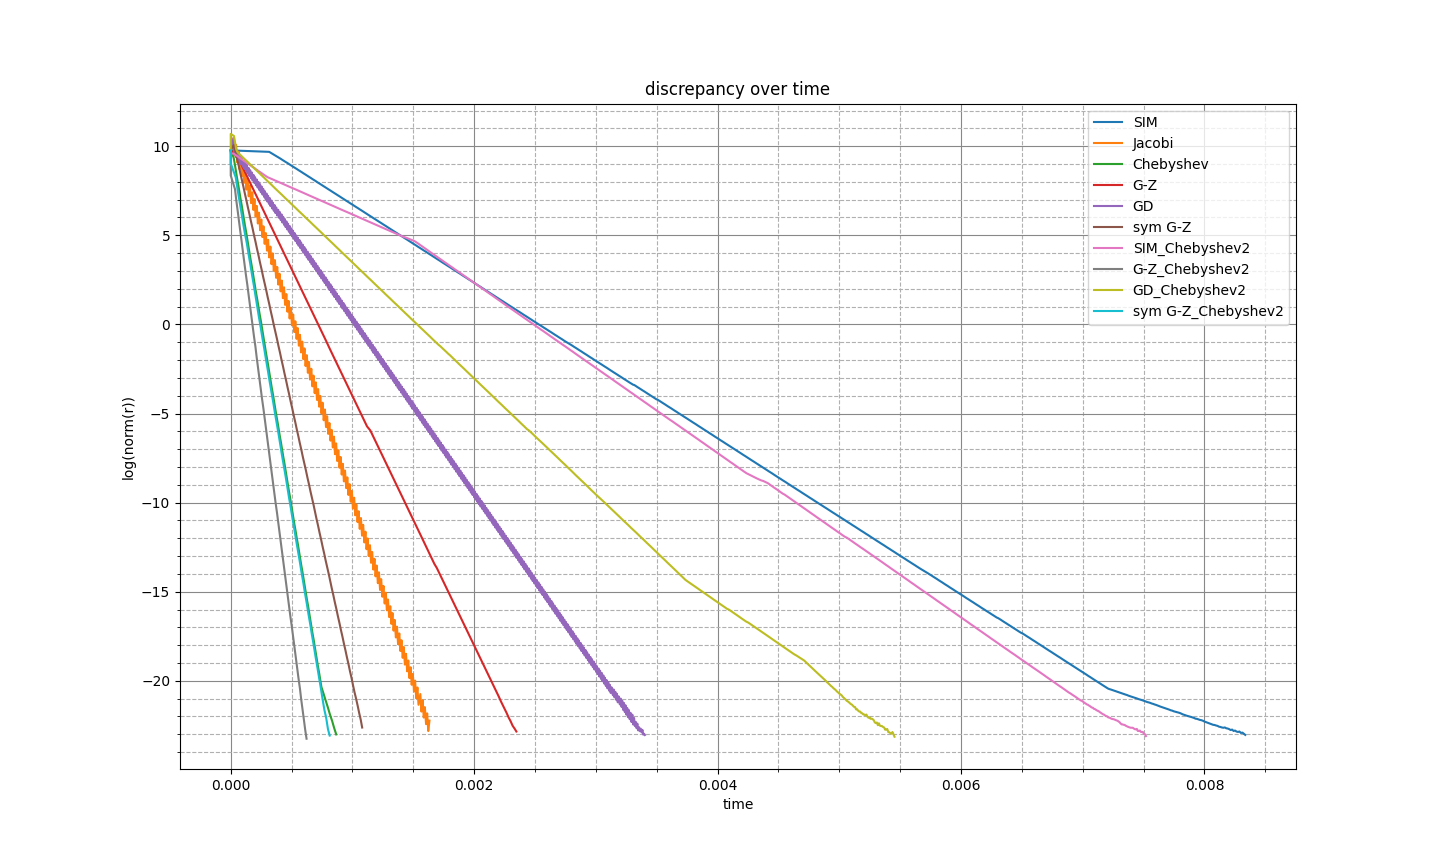 discrepancy over time
log(norm(r))
10
5
0
−5
−10
−15
−20
SIM
Jacobi
Chebyshev
G-Z
GD
sym G-Z
SIM_Chebyshev2
G-Z_Chebyshev2
GD_Chebyshev2
sym G-Z_Chebyshev2
0.000
0.002
0.004
0.006
0.008
time